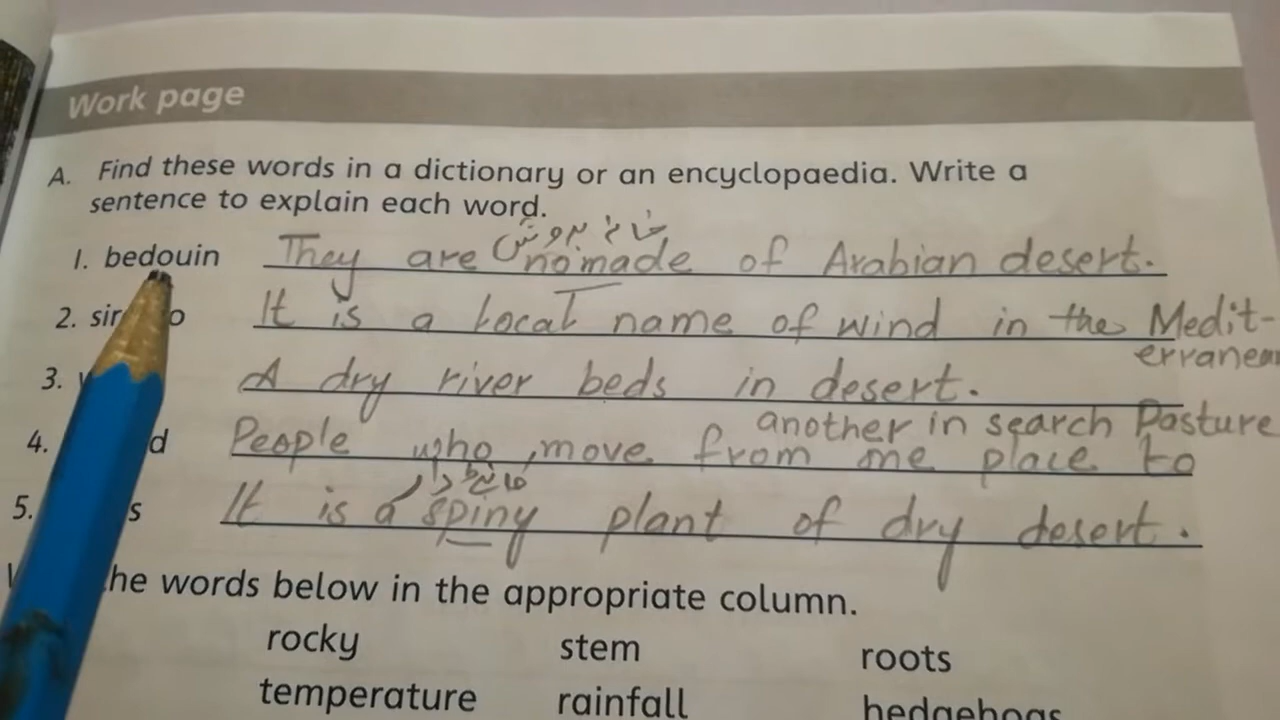 Work page
A. Find these words in a dictionary or an encyclopaedia. Write a
sentence to explain each word.
خانہ بدوش
1. bedouin They are nomade of Arabian desert.
2. sir o It is a local name of wind in the Medit-
erranean
3. A dry river beds in desert.
another in search Pasture
4. d People who move from one place to
5. s It is a spiny plant of dry desert.
he words below in the appropriate column.
rocky stem roots
temperature rainfall hedgehogs